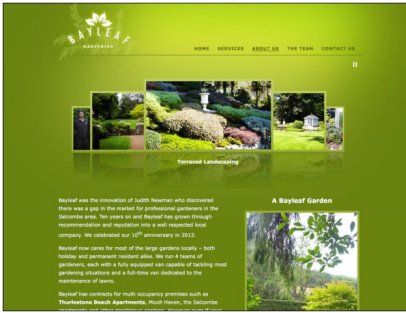 BAYLEAF
GARDENING
HOME SERVICES ABOUT US THE TEAM CONTACT US
Terraced Landscaping
Bayleaf was the innovation of Judith Newman who discovered
there was a gap in the market for professional gardeners in the
Salcombe area. Ten years on and Bayleaf has grown through
recommendation and reputation into a well respected local
company. We celebrated our 10th anniversary in 2013.
Bayleaf now cares for most of the large gardens locally – both
holiday and permanent resident alike. We run 4 teams of
gardeners, each with a fully equipped van capable of tackling most
gardening situations and a full-time van dedicated to the
maintenance of lawns.
Bayleaf has contracts for multi occupancy premises such as
Thurlestone Beach Apartments, Moult Haven, the Salcombe
A Bayleaf Garden